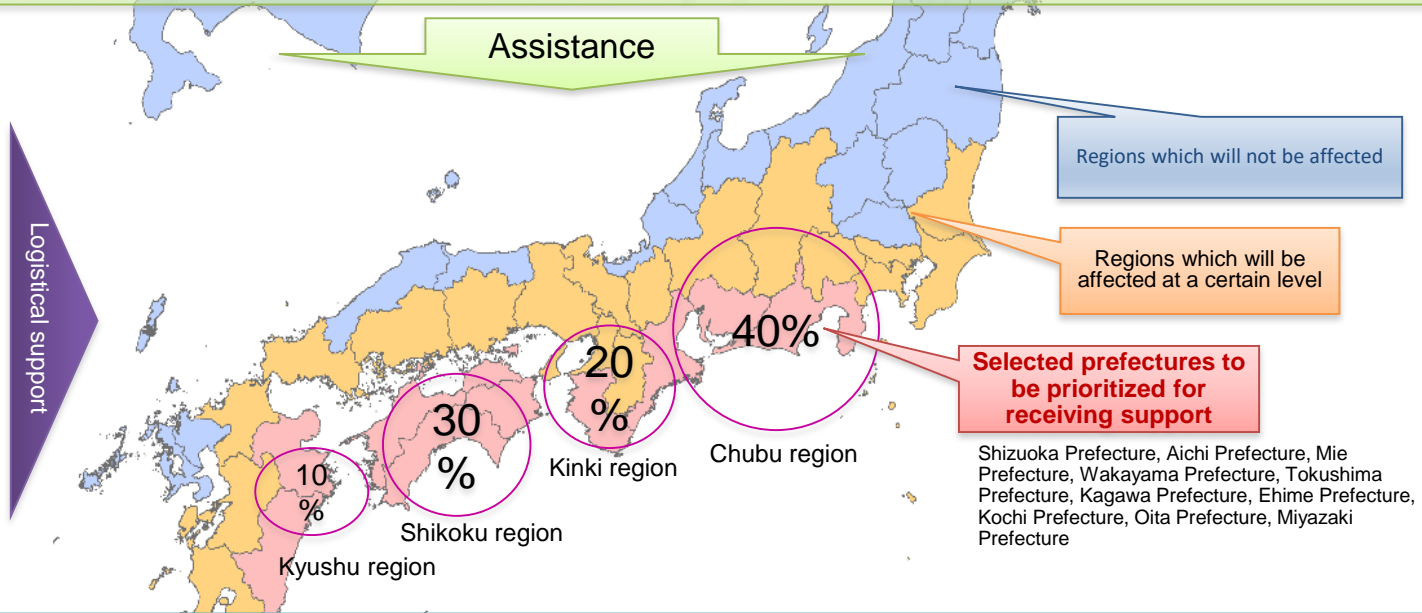 Assistance
Regions which will not be affected
Logistical support
Regions which will be
affected at a certain level
40%
20
%
Selected prefectures to
be prioritized for
receiving support
30
%
Chubu region
Kinki region
10
%
Shizuoka Prefecture, Aichi Prefecture, Mie
Prefecture, Wakayama Prefecture, Tokushima
Prefecture, Kagawa Prefecture, Ehime Prefecture,
Kochi Prefecture, Oita Prefecture, Miyazaki
Prefecture
Shikoku region
Kyushu region